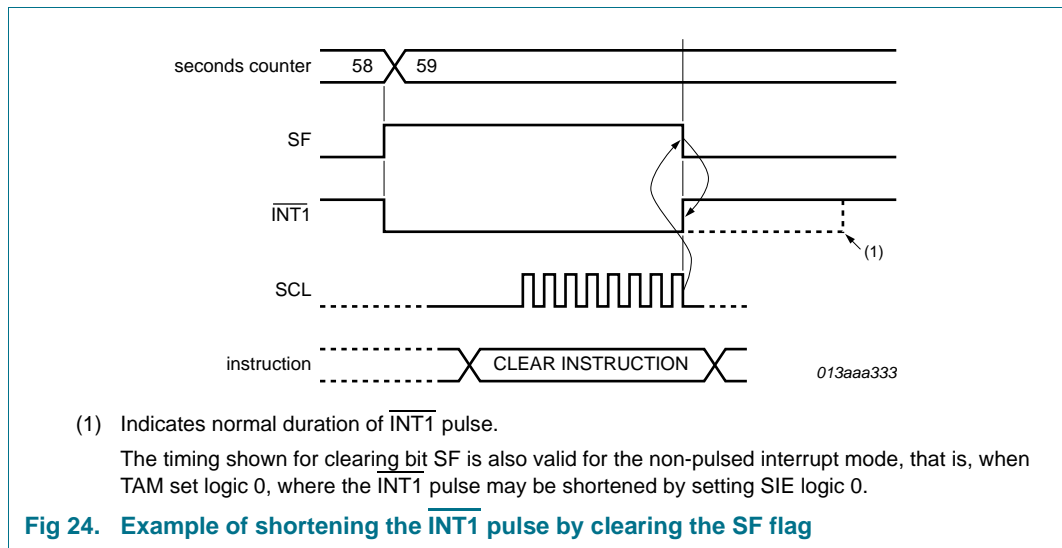 seconds counter 58 59
SF
INT1
(1)
SCL
instruction CLEAR INSTRUCTION
013aaa333
(1) Indicates normal duration of INT1 pulse.
The timing shown for clearing bit SF is also valid for the non-pulsed interrupt mode, that is, when
TAM set logic 0, where the INT1 pulse may be shortened by setting SIE logic 0.
Fig 24. Example of shortening the INT1 pulse by clearing the SF flag